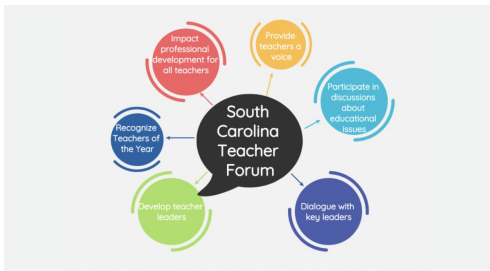 Impact
professional
development for
all teachers
Provide
teachers a
voice
Participate in
discussions
about
educational
issues
South
Carolina
Teacher
Forum
Recognize
Teachers of
the Year
Develop teacher
leaders
Dialogue with
key leaders